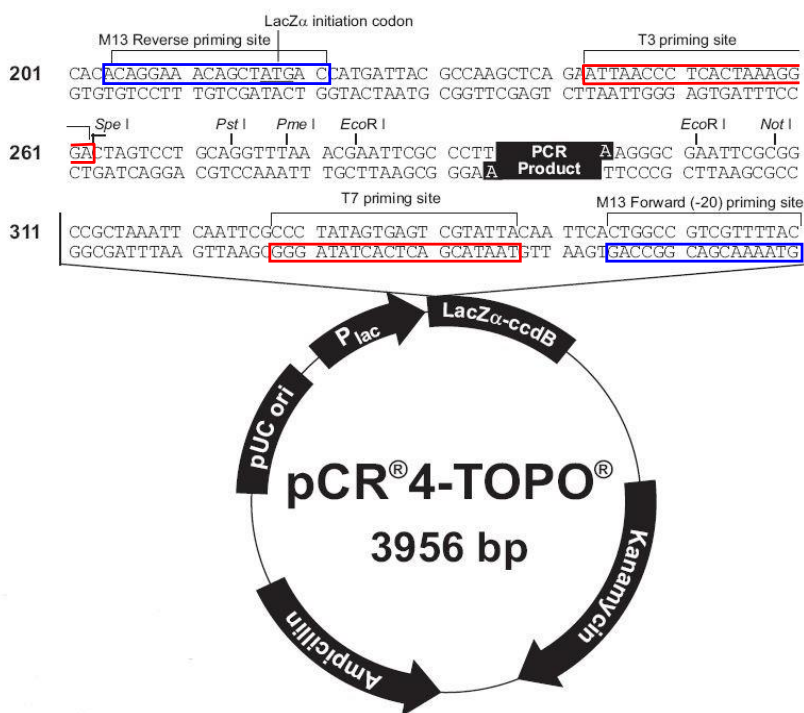 LacZα initiation codon
M13 Reverse priming site T3 priming site
201 CACACAGGAA ACAGCTATGA CCATGATTAC GCCAAGCTCA GAATTAACCC TCACTAAAGG
GTGTGTCCTT TGTCGATACT GGTACTAATG CGGTTCGAGT CTTAATTGGG AGTGATTTCC
Spe I Pst I Pme I EcoR I EcoR I Not I
261 GACTAGTCCT GCAGGTTTAA ACGAATTCGC CCTT PCR A AAGGGC GAATTCGCGG
CTGATCAGGA CGTCCAAATT TGCTTAAGCG GGAA A Product TTCCCG CTTAAGCGCC
T7 priming site M13 Forward (-20) priming site
311 CCGCTAAATT CAATTCGCCC TATAGTGAGT CGTATTACAA TTCACTGGCC GTCGTTTTAC
GGCGATTTAA GTTAAGCGGG ATATCACTCA GCATAATGTT AAGTGACCGG CAGCAAAATG
Plac
LacZα-ccdB
pUC ori
pCR®4-TOPO®
3956 bp
Kanamycin
Ampicillin